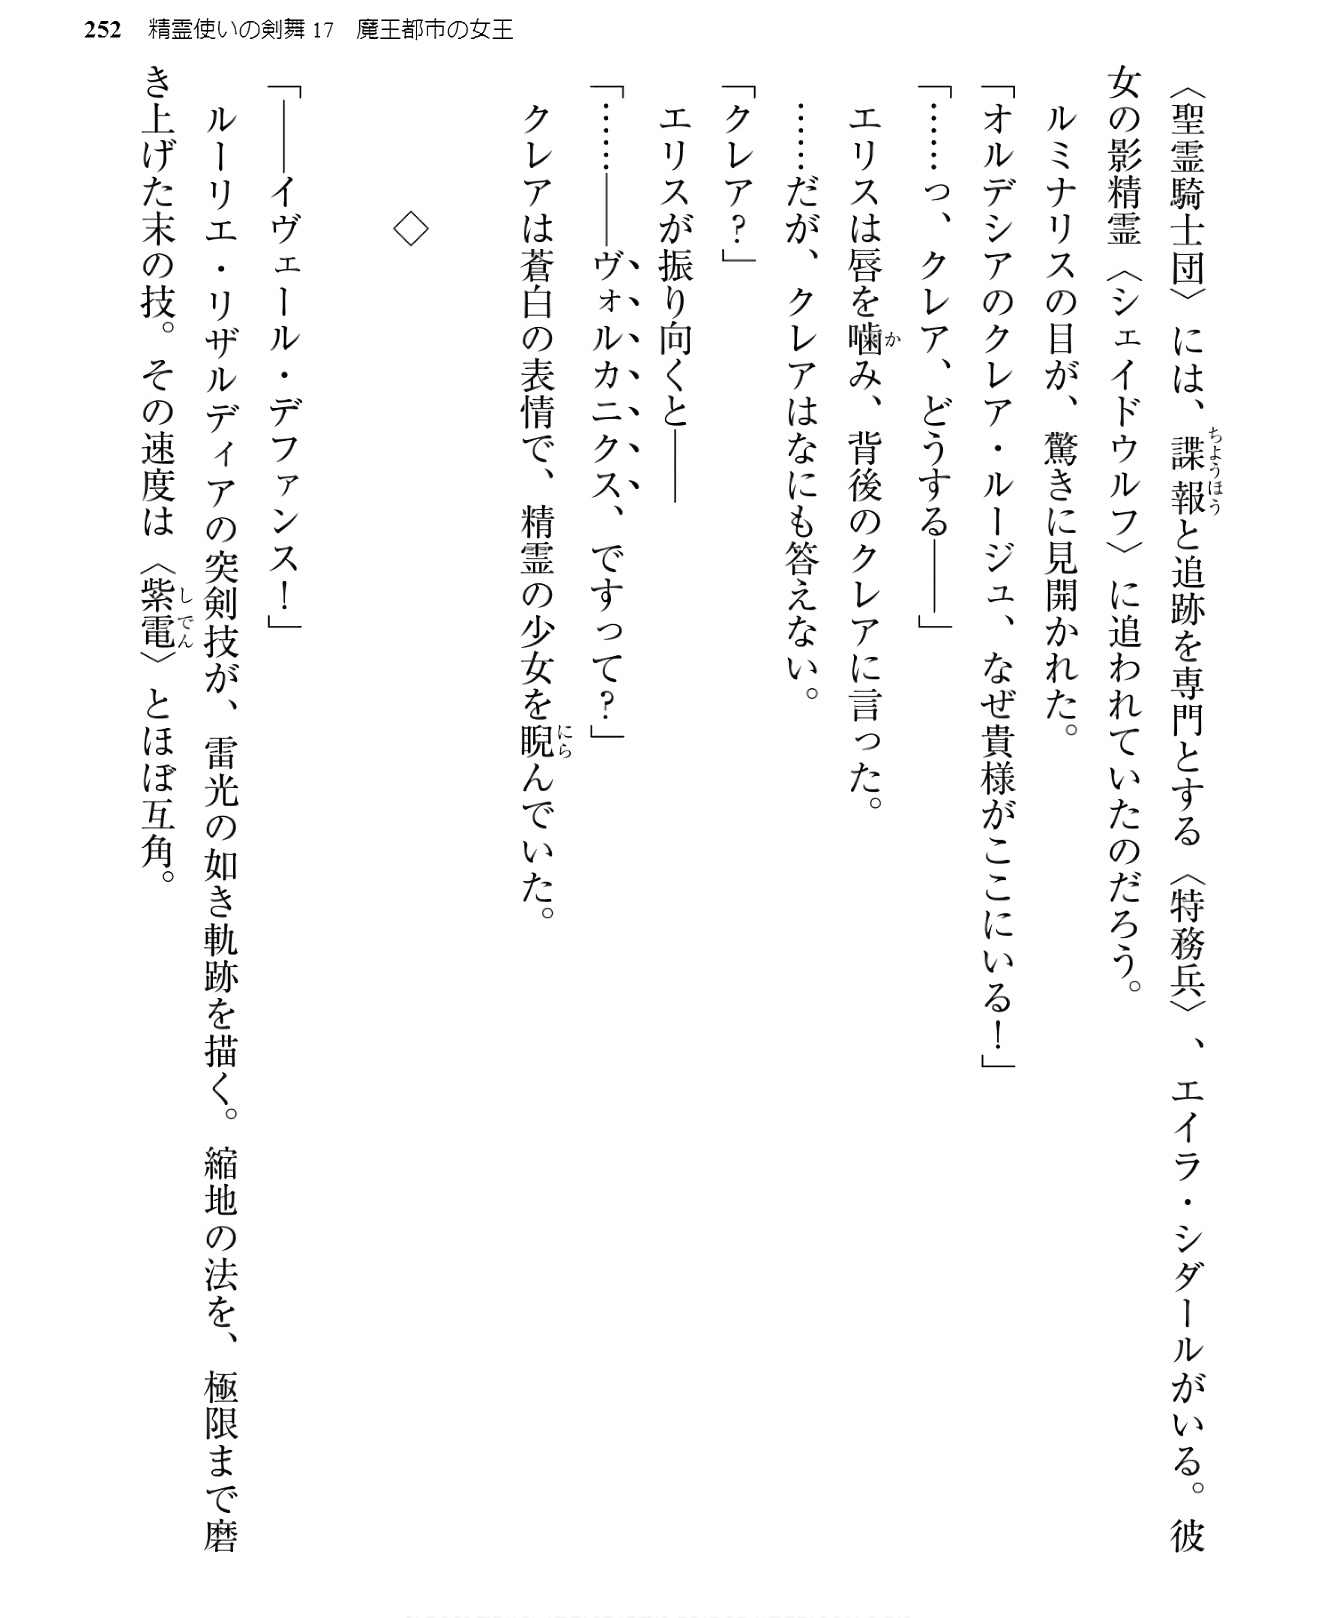 252 精霊使いの剣舞17 魔王都市の女王
〈聖霊騎士団〉には、諜報と追跡を専門とする〈特務兵〉、エイラ・シダールがいる。彼
女の影精霊〈シェイドウルフ〉に追われていたのだろう。
ルミナリスの目が、驚きに見開かれた。
「オルデシアのクレア・ルージュ、なぜ貴様がここにいる！」
「……っ、クレア、どうする――」
エリスは唇を噛み、背後のクレアに言った。
……だが、クレアはなにも答えない。
「クレア？」
エリスが振り向くと――
「……――ヴォルカニクス、ですって？」
クレアは蒼白の表情で、精霊の少女を睨んでいた。
◇
「――イヴェール・デファンス！」
ルーリエ・リザルディアの突剣技が、雷光の如き軌跡を描く。縮地の法を、極限まで磨
き上げた末の技。その速度は〈紫電〉とほぼ互角。